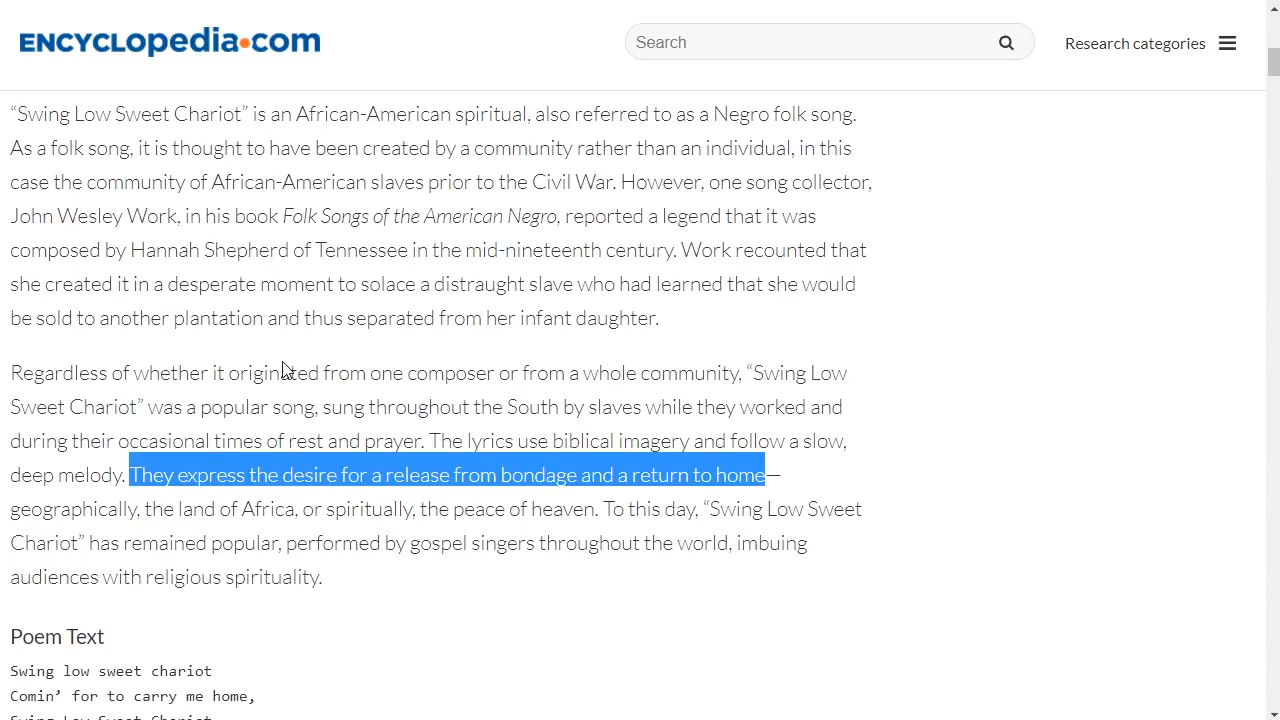 ENCYCLopedia.com
Search
Research categories
“Swing Low Sweet Chariot” is an African-American spiritual, also referred to as a Negro folk song.
As a folk song, it is thought to have been created by a community rather than an individual, in this
case the community of African-American slaves prior to the Civil War. However, one song collector,
John Wesley Work, in his book Folk Songs of the American Negro, reported a legend that it was
composed by Hannah Shepherd of Tennessee in the mid-nineteenth century. Work recounted that
she created it in a desperate moment to solace a distraught slave who had learned that she would
be sold to another plantation and thus separated from her infant daughter.
Regardless of whether it originated from one composer or from a whole community, “Swing Low
Sweet Chariot” was a popular song, sung throughout the South by slaves while they worked and
during their occasional times of rest and prayer. The lyrics use biblical imagery and follow a slow,
deep melody. They express the desire for a release from bondage and a return to home—
geographically, the land of Africa, or spiritually, the peace of heaven. To this day, “Swing Low Sweet
Chariot” has remained popular, performed by gospel singers throughout the world, imbuing
audiences with religious spirituality.
Poem Text
Swing low sweet chariot
Comin’ for to carry me home,
Swing Low Sweet Chariot